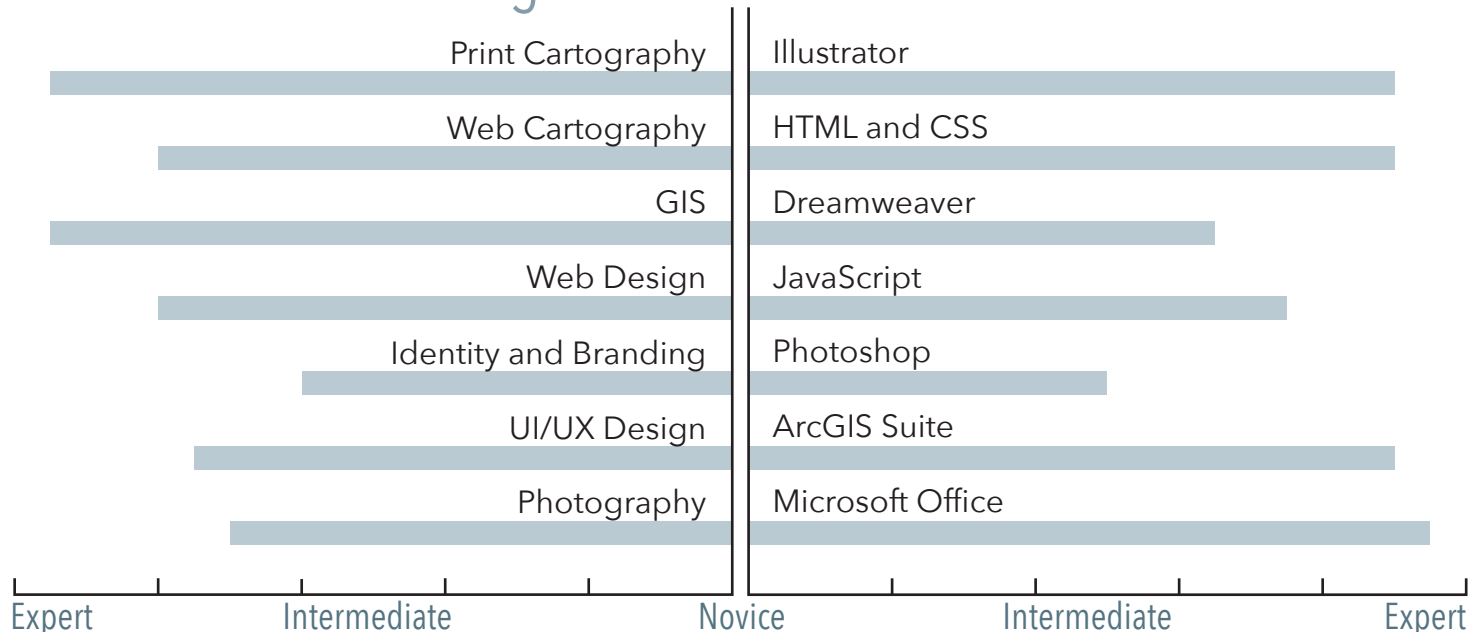 Print Cartography
Illustrator
Web Cartography
HTML and CSS
GIS
Dreamweaver
Web Design
JavaScript
Identity and Branding
Photoshop
UI/UX Design
ArcGIS Suite
Photography
Microsoft Office
Expert Intermediate Novice Intermediate Expert